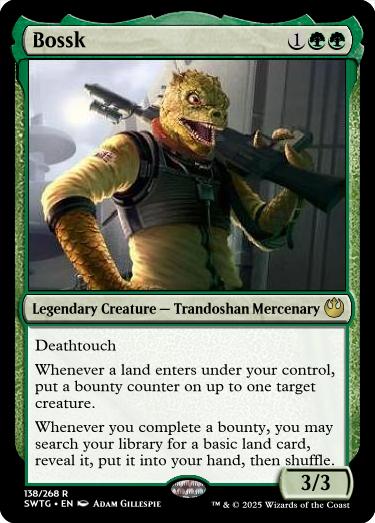 Bossk 1
Legendary Creature — Trandoshan Mercenary
Deathtouch
Whenever a land enters under your control,
put a bounty counter on up to one target
creature.
Whenever you complete a bounty, you may
search your library for a basic land card,
reveal it, put it into your hand, then shuffle.
3/3
138/268 R
SWTG • EN Adam Gillespie
™ & © 2025 Wizards of the Coast